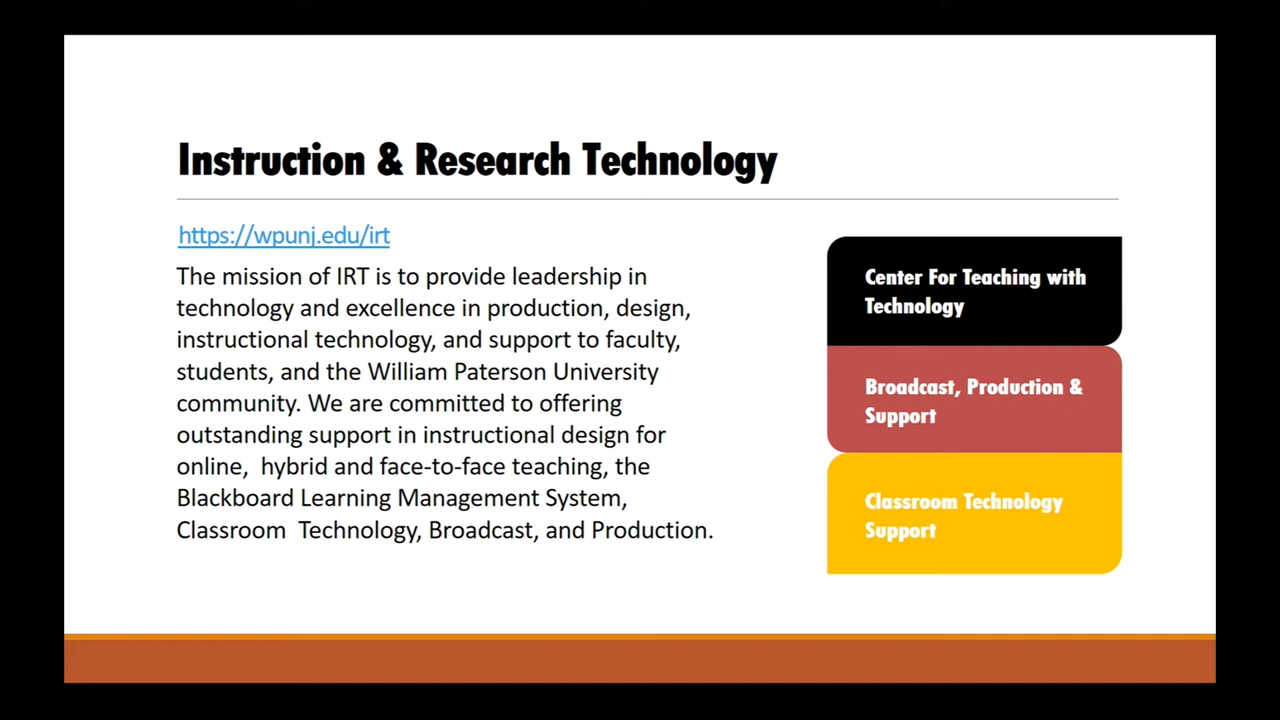 Instruction & Research Technology
https://wpunj.edu/irt
The mission of IRT is to provide leadership in
technology and excellence in production, design,
instructional technology, and support to faculty,
students, and the William Paterson University
community. We are committed to offering
outstanding support in instructional design for
online,  hybrid and face-to-face teaching, the
Blackboard Learning Management System,
Classroom  Technology, Broadcast, and Production.
Center For Teaching with
Technology
Broadcast, Production &
Support
Classroom Technology
Support